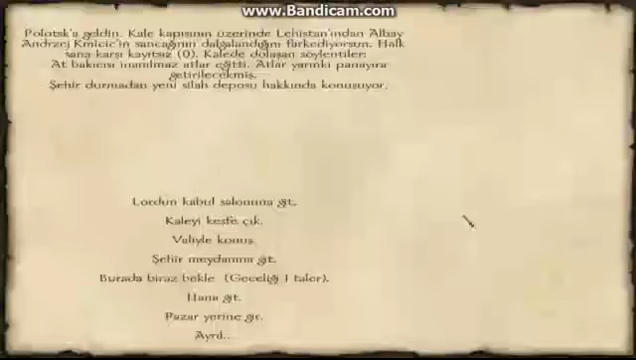 www.Bandicam.com
Polotsk'a geldin. Kale kapısının üzerinde Lehistan'ından Albay
Andrzej Kmicic'in sancağının dalgalandığını farkediyorsun. Halk
sana karşı kayıtsız (0). Kalede dolaşan söylentiler:
At bakıcısı inanılmaz atlar eğitti. Atlar yarınki panayıra
getirilecekmiş.
Şehir durmadan yeni silah deposu hakkında konuşuyor.
Lordun kabul salonuna git.
Kaleyi keşfe çık.
Valiyle konuş.
Şehir meydanına git.
Burada biraz bekle (Geceliği 1 taler).
Hana git.
Pazar yerine gir.
Ayrıl...